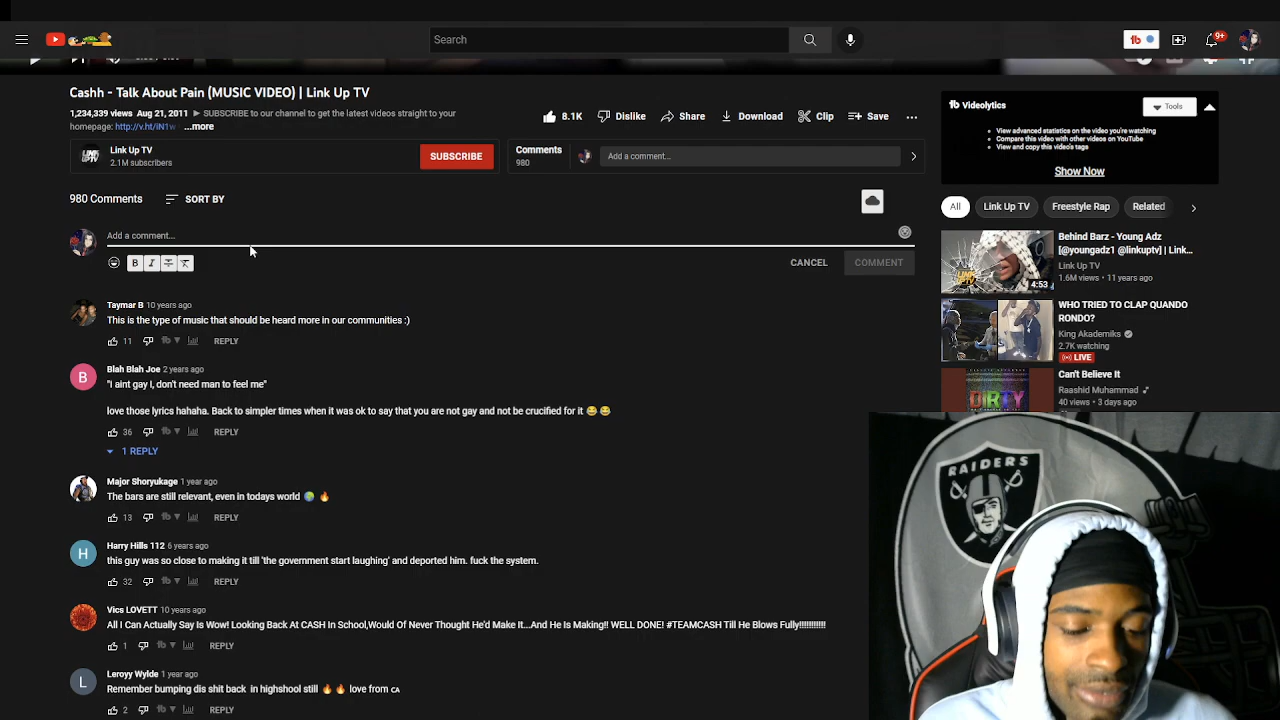 Search
9+
Cashh - Talk About Pain (MUSIC VIDEO) | Link Up TV
1,234,339 views Aug 21, 2011 ► SUBSCRIBE to our channel to get the latest videos straight to your
homepage: http://v.ht/iN1w ...more
8.1K Dislike Share Download Clip Save
Link Up TV
2.1M subscribers
SUBSCRIBE
Comments
980
Add a comment...
980 Comments SORT BY
Add a comment...
B I
CANCEL COMMENT
Taymar B 10 years ago
This is the type of music that should be heard more in our communities :)
11 REPLY
B
Blah Blah Joe 2 years ago
"I aint gay I, don't need man to feel me"
love those lyrics hahaha. Back to simpler times when it was ok to say that you are not gay and not be crucified for it 😂 😂
36 REPLY
1 REPLY
Major Shoryukage 1 year ago
The bars are still relevant, even in todays world 🌍 🔥
13 REPLY
H
Harry Hills 112 6 years ago
this guy was so close to making it till 'the government start laughing' and deported him. fuck the system.
32 REPLY
Vics LOVETT 10 years ago
All I Can Actually Say Is Wow! Looking Back At CASH In School,Would Of Never Thought He'd Make It...And He Is Making!! WELL DONE! #TEAMCASH Till He Blows Fully!!!!!!!!!!!
1 REPLY
L
Leroyy Wylde 1 year ago
Remember bumping dis shit back in highshool still 🔥 🔥 love from ca
2 REPLY
Videolytics
Tools
View advanced statistics on the video you're watching
Compare this video with other videos on YouTube
View and copy this video's tags
Show Now
All Link Up TV Freestyle Rap Related
Behind Barz - Young Adz
[@youngadz1 @linkuptv] | Link...
Link Up TV
1.6M views • 11 years ago
4:53
WHO TRIED TO CLAP QUANDO
RONDO?
King Akademiks
2.7K watching
LIVE
Can't Believe It
Raashid Muhammad
40 views • 3 days ago
DIRTY
RAIDERS